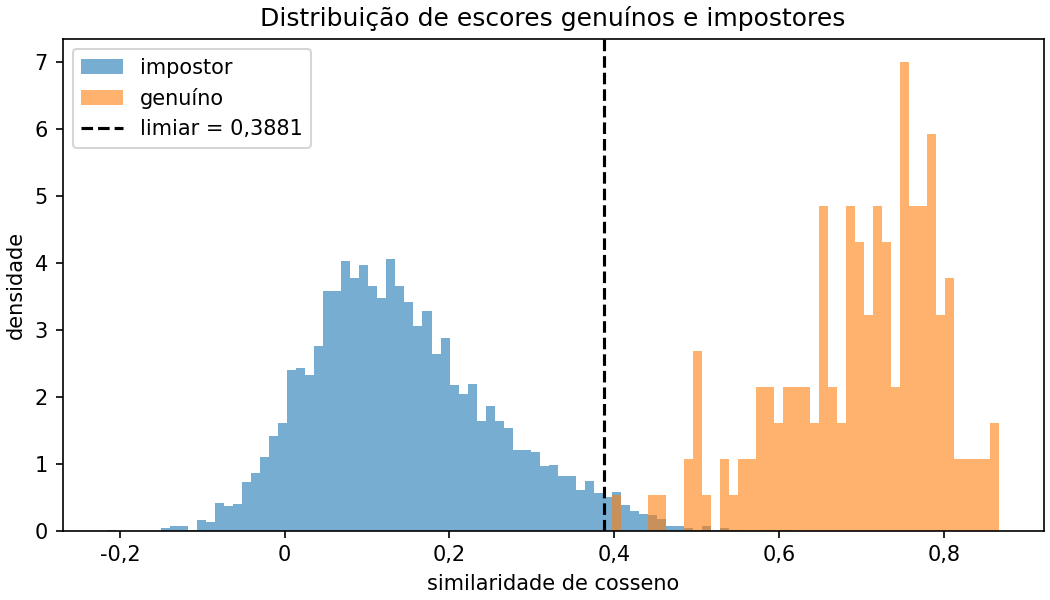 Distribuição de escores genuínos e impostores
impostor
genuíno
limiar = 0,3881
densidade
7
6
5
4
3
2
1
0
-0,2
0
0,2
0,4
0,6
0,8
similaridade de cosseno